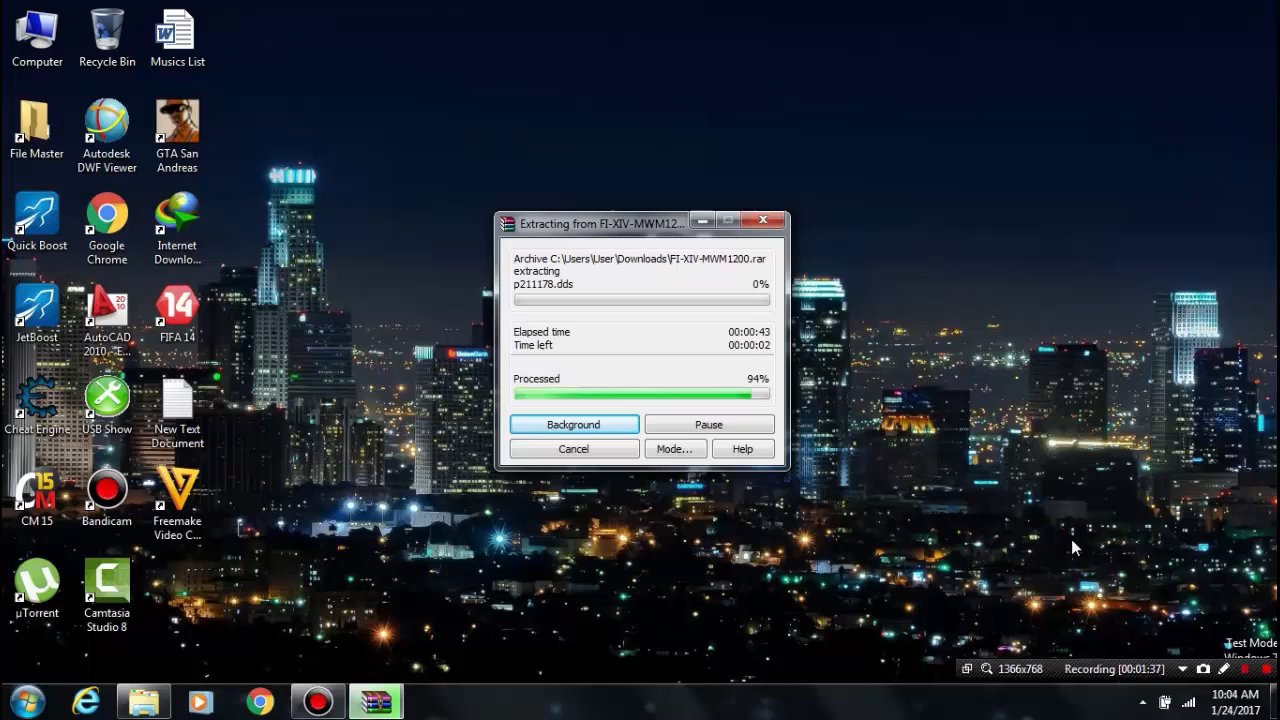 Computer
Recycle Bin
Musics List
File Master
Autodesk
DWF Viewer
GTA San
Andreas
Quick Boost
Google
Chrome
Internet
Downlo...
JetBoost
AutoCAD
2010 - "E...
FIFA 14
Cheat Engine
USB Show
New Text
Document
CM 15
Bandicam
Freemake
Video C...
µTorrent
Camtasia
Studio 8
Extracting from FI-XIV-MWM12...
Archive C:\Users\User\Downloads\FI-XIV-MWM1200.rar
extracting
p211178.dds 0%
Elapsed time 00:00:43
Time left 00:00:02
Processed 94%
Background Pause
Cancel Mode... Help
Test Mode
1366x768 Recording [00:01:37]
10:04 AM
1/24/2017